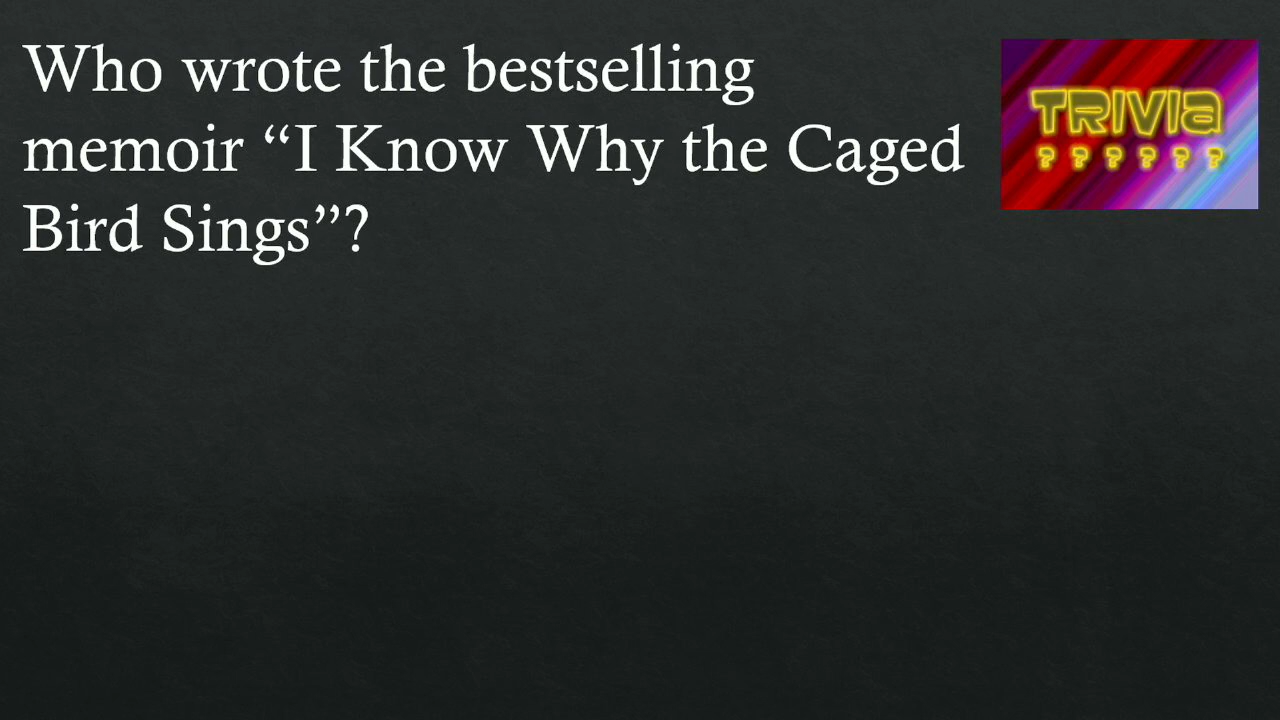 Who wrote the bestselling
memoir “I Know Why the Caged
Bird Sings”?
TRIVIA
? ? ? ? ? ?